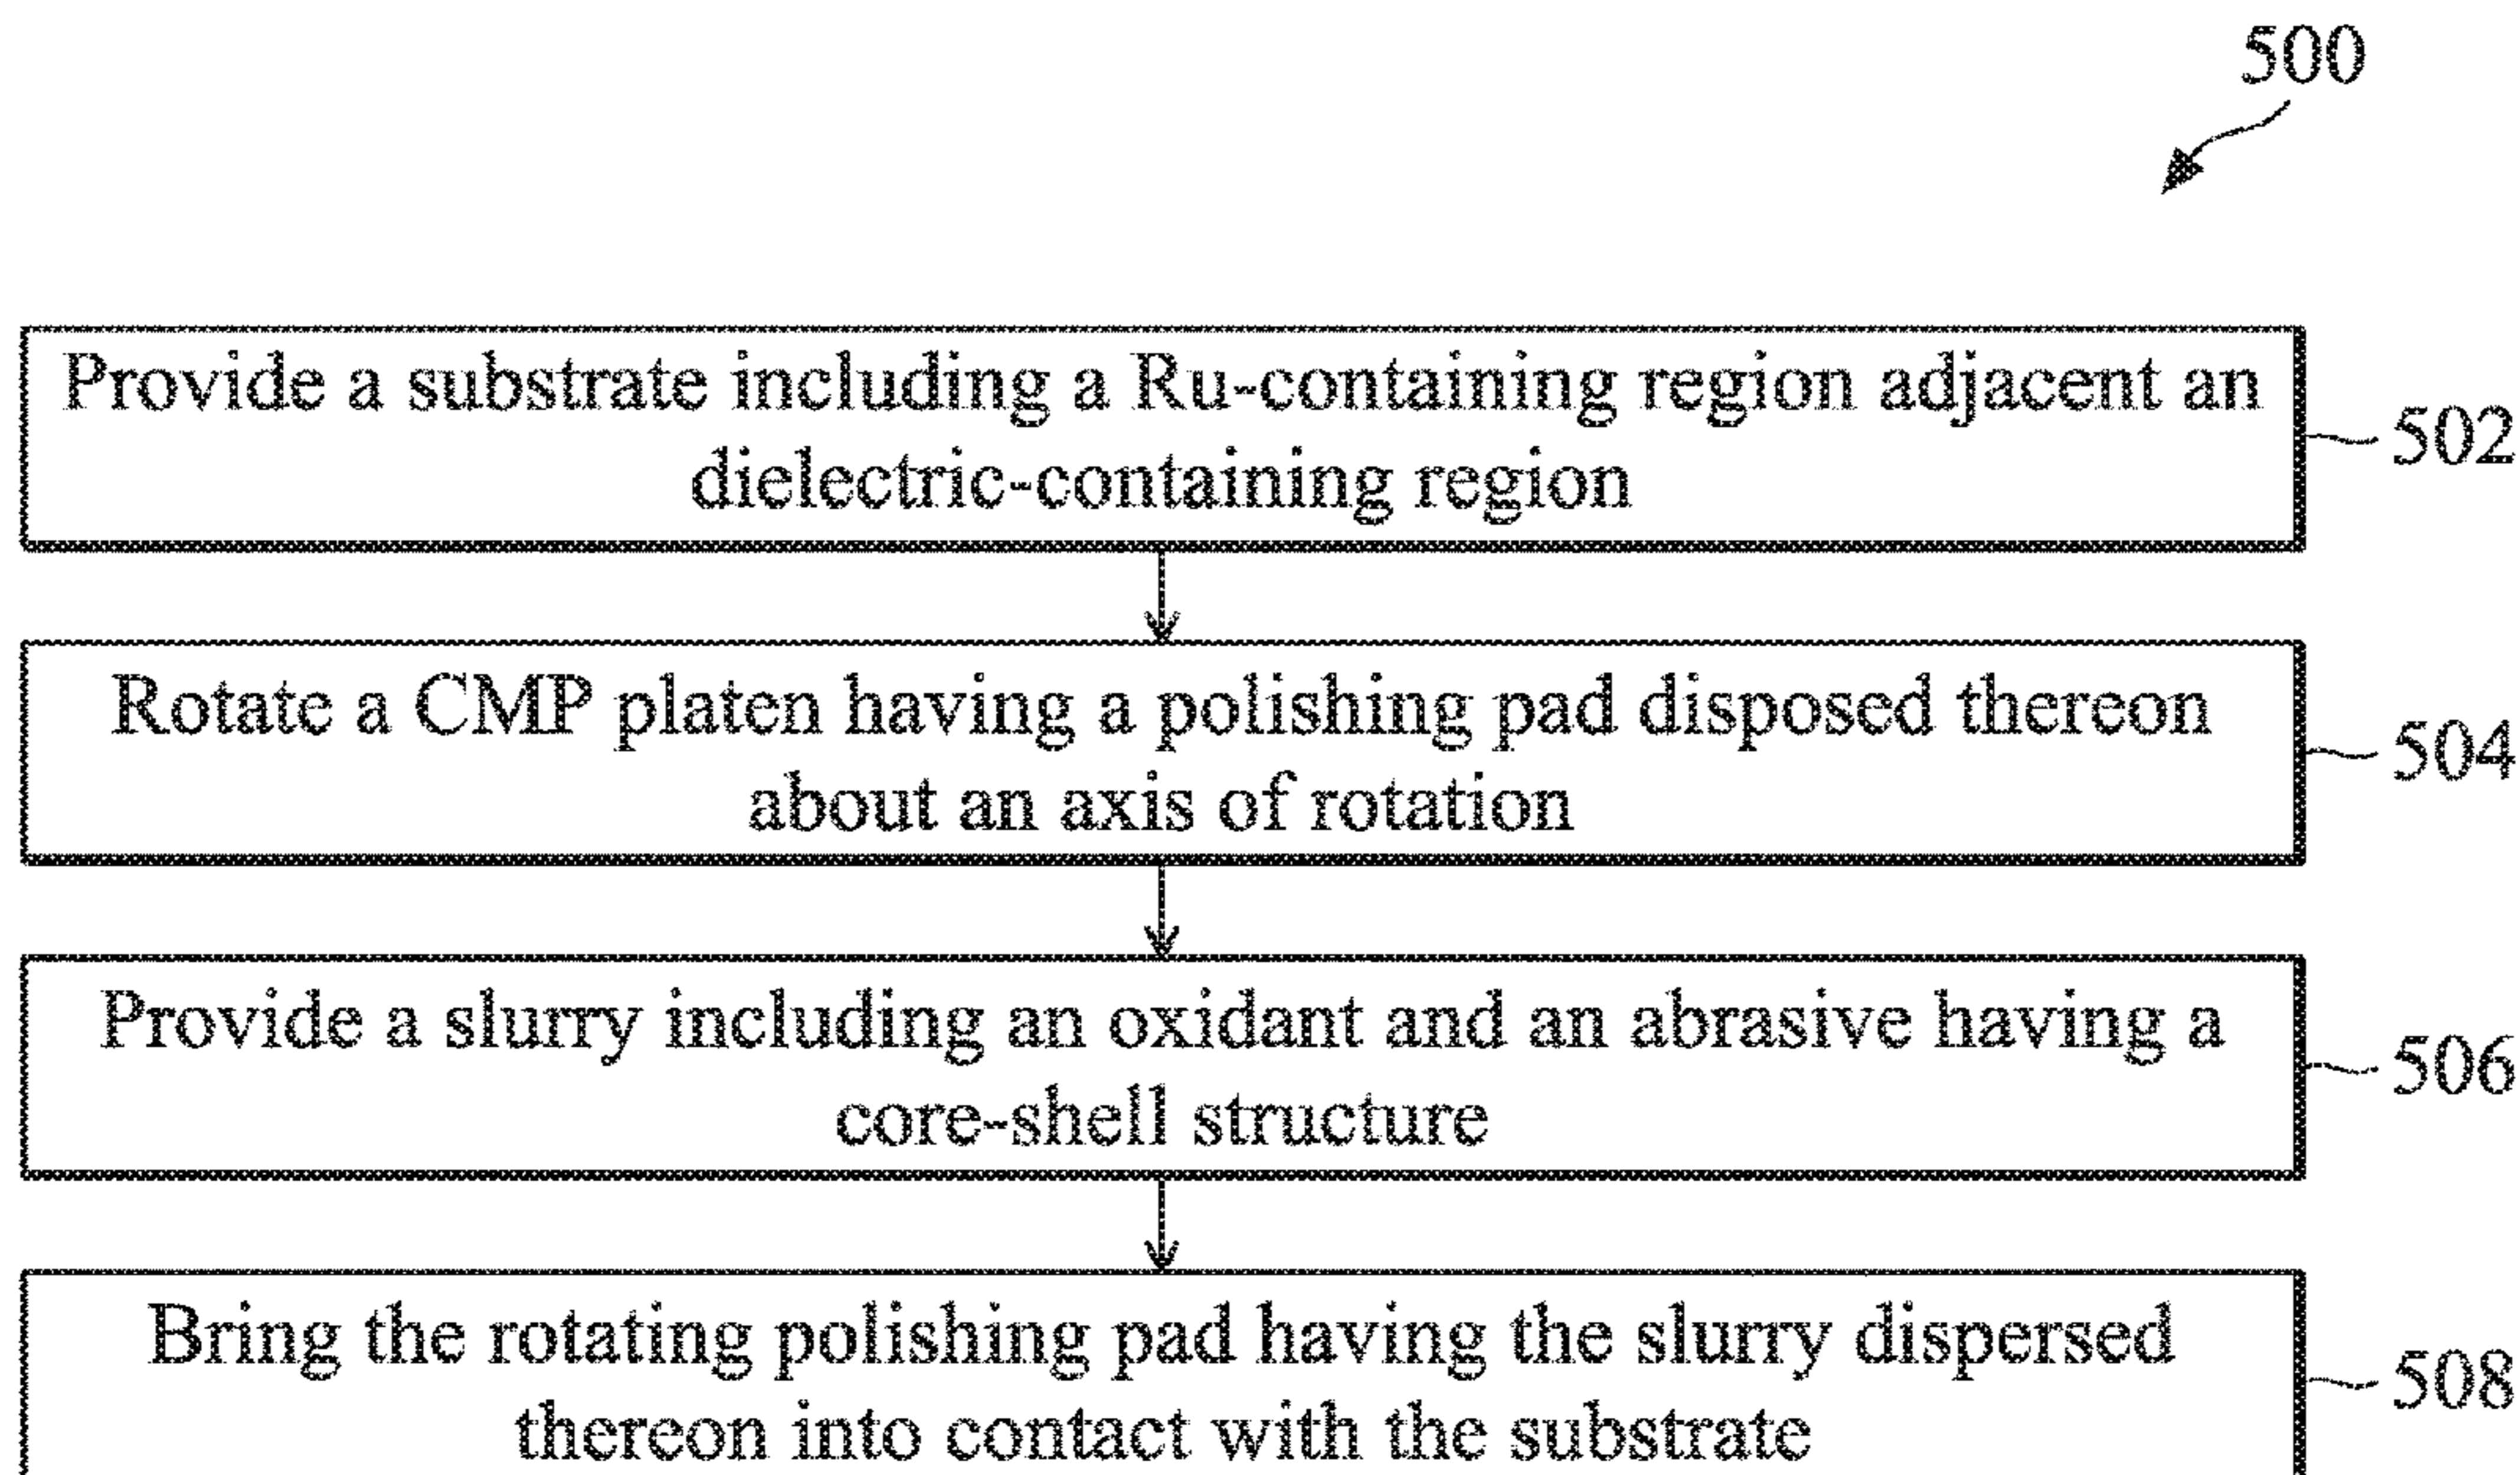 500
Provide a substrate including a Ru-containing region adjacent an
dielectric-containing region
502
Rotate a CMP platen having a polishing pad disposed thereon
about an axis of rotation
504
Provide a slurry including an oxidant and an abrasive having a
core-shell structure
506
Bring the rotating polishing pad having the slurry dispersed
thereon into contact with the substrate
508